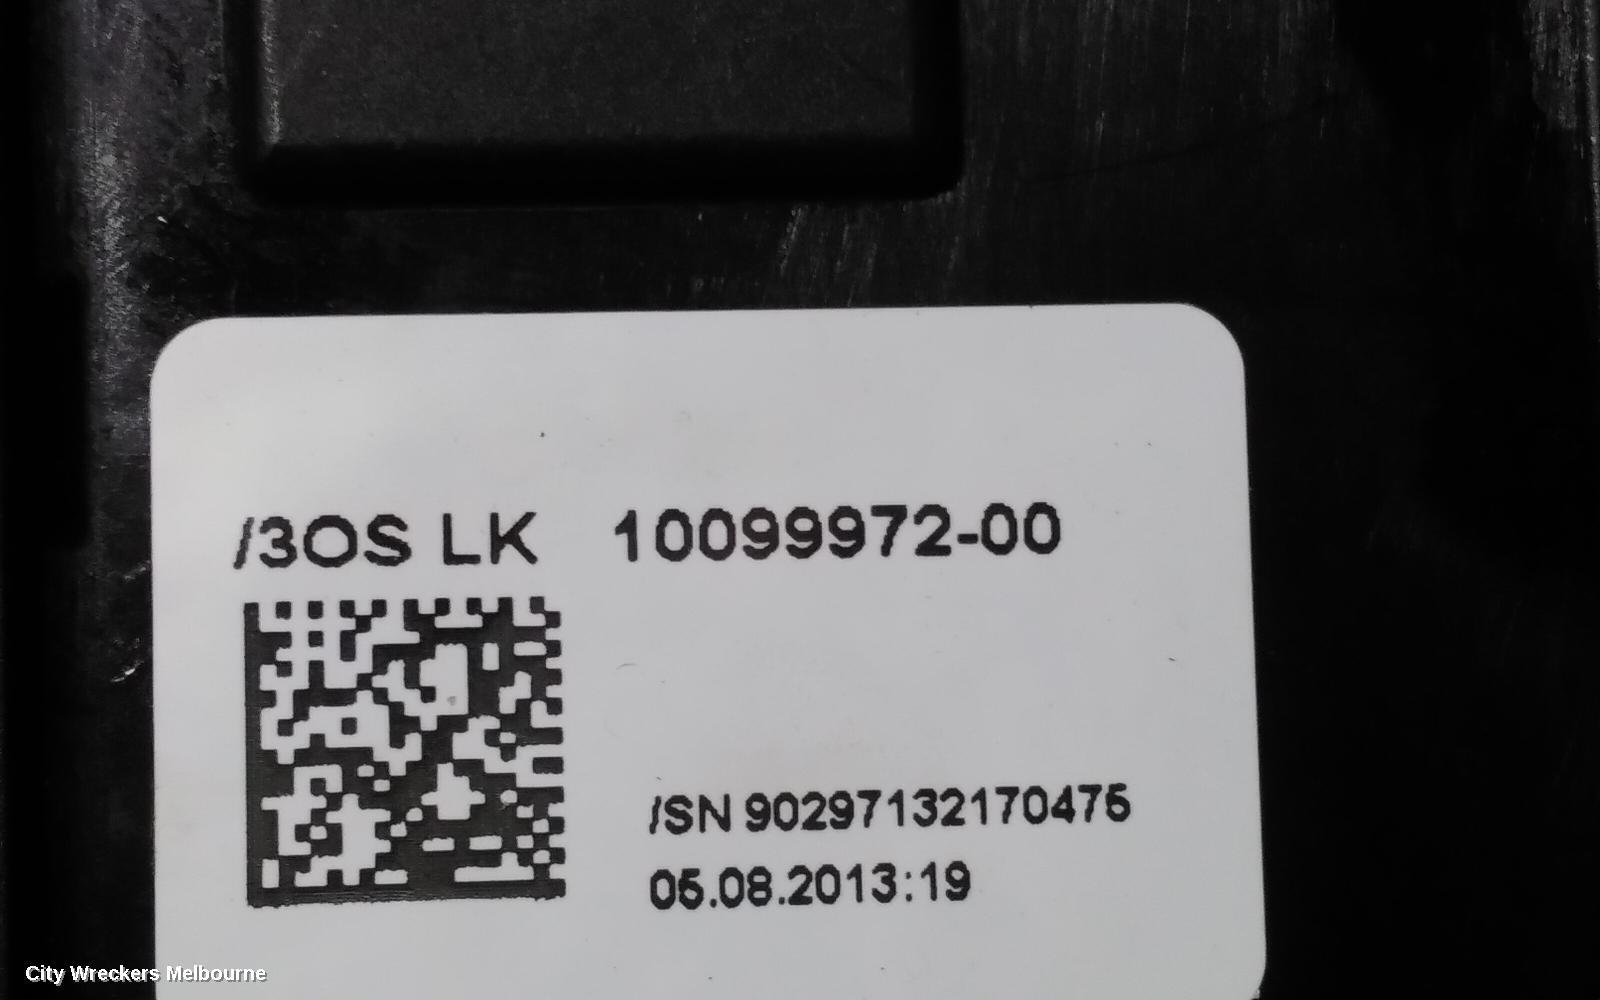 /3OS LK 10099972-00
/SN 90297132170475
05.08.2013:19
City Wreckers Melbourne